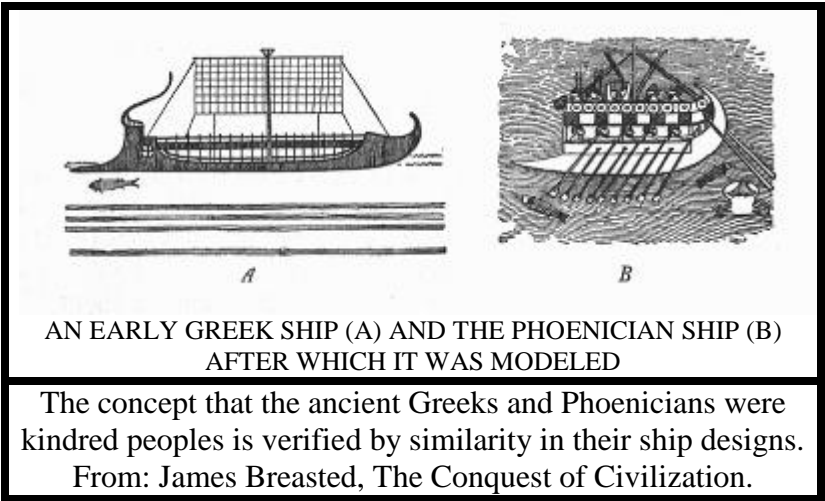 A
B
AN EARLY GREEK SHIP (A) AND THE PHOENICIAN SHIP (B)
AFTER WHICH IT WAS MODELED
The concept that the ancient Greeks and Phoenicians were
kindred peoples is verified by similarity in their ship designs.
From: James Breasted, The Conquest of Civilization.